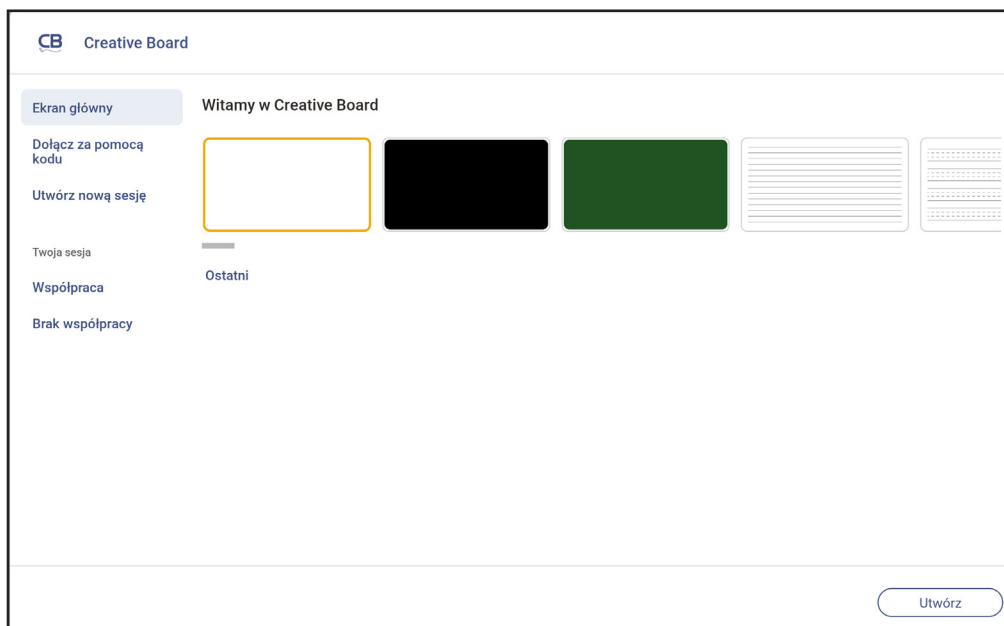 CB
Creative Board
Ekran główny
Dołącz za pomocą
kodu
Utwórz nową sesję
Twoja sesja
Współpraca
Brak współpracy
Witamy w Creative Board
Ostatni
Utwórz